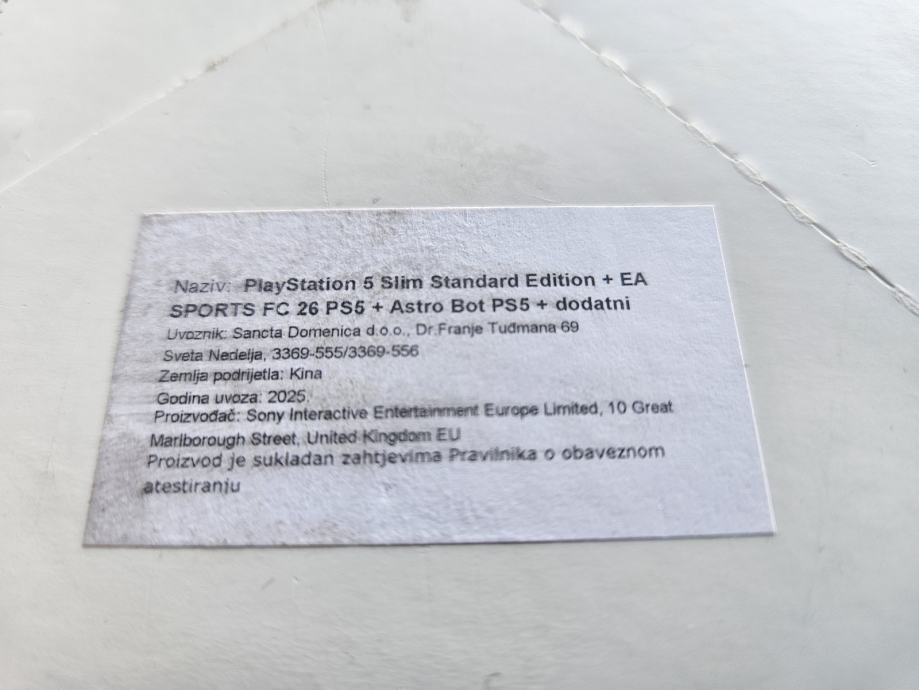 Naziv: PlayStation 5 Slim Standard Edition + EA
SPORTS FC 26 PS5 + Astro Bot PS5 + dodatni
Uvoznik: Sancta Domenica d.o.o., Dr.Franje Tuđmana 69
Sveta Nedelja, 3369-555/3369-556
Zemlja podrijetla: Kina
Godina uvoza: 2025.
Proizvođač: Sony Interactive Entertainment Europe Limited, 10 Great
Marlborough Street, United Kingdom EU
Proizvod je sukladan zahtjevima Pravilnika o obaveznom
atestiranju